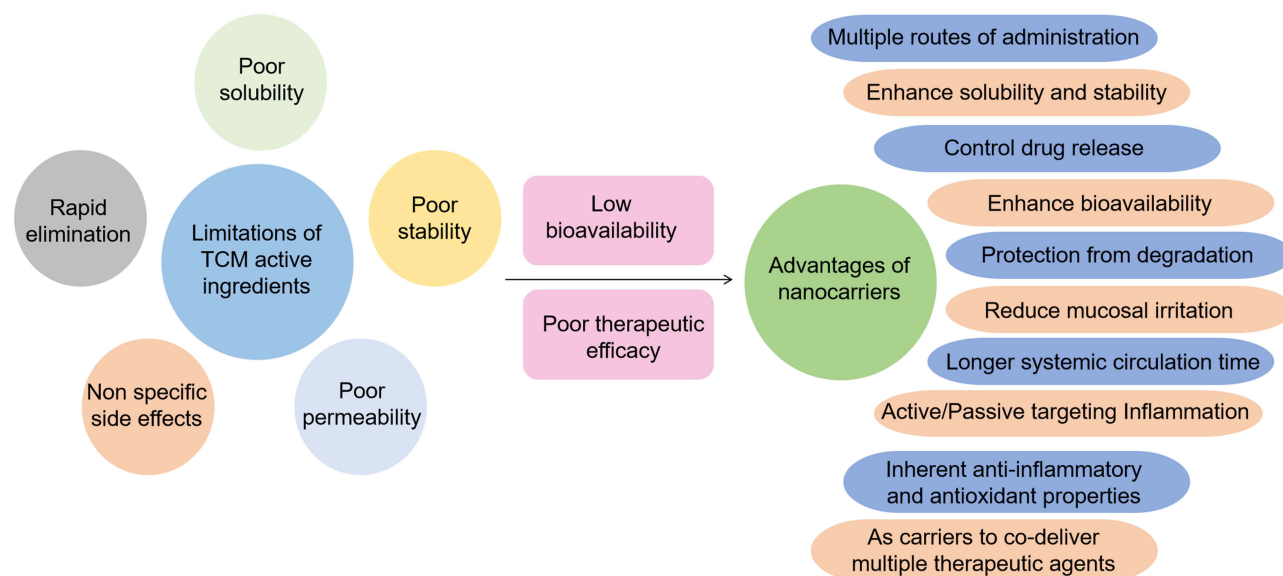 Poor
solubility
Rapid
elimination
Limitations of
TCM active
ingredients
Poor
stability
Non specific
side effects
Poor
permeability
Low
bioavailability
Poor therapeutic
efficacy
Advantages of
nanocarriers
Multiple routes of administration
Enhance solubility and stability
Control drug release
Enhance bioavailability
Protection from degradation
Reduce mucosal irritation
Longer systemic circulation time
Active/Passive targeting Inflammation
Inherent anti-inflammatory
and antioxidant properties
As carriers to co-deliver
multiple therapeutic agents